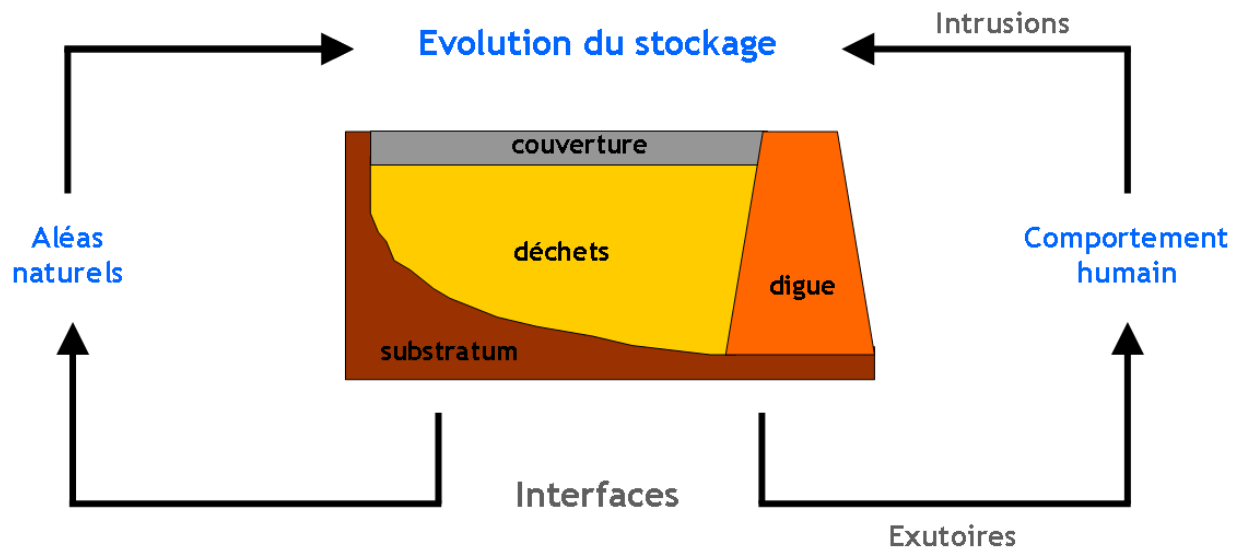 Intrusions
Evolution du stockage
couverture
Aléas
naturels
déchets
Comportement
humain
digue
substratum
Interfaces
Exutoires